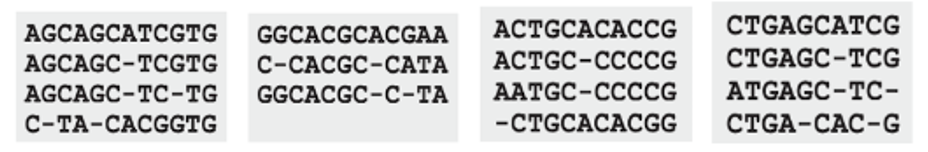 AGCAGCATCGTG
AGCAGC-TCGTG
AGCAGC-TC-TG
C-TA-CACGGTG
GGCACGCACGAA
C-CACGC-CATA
GGCACGC-C-TA
ACTGCACACCG
ACTGC-CCCCG
AATGC-CCCCG
-CTGCACACGG
CTGAGCATCG
CTGAGC-TCG
ATGAGC-TC-
CTGA-CAC-G